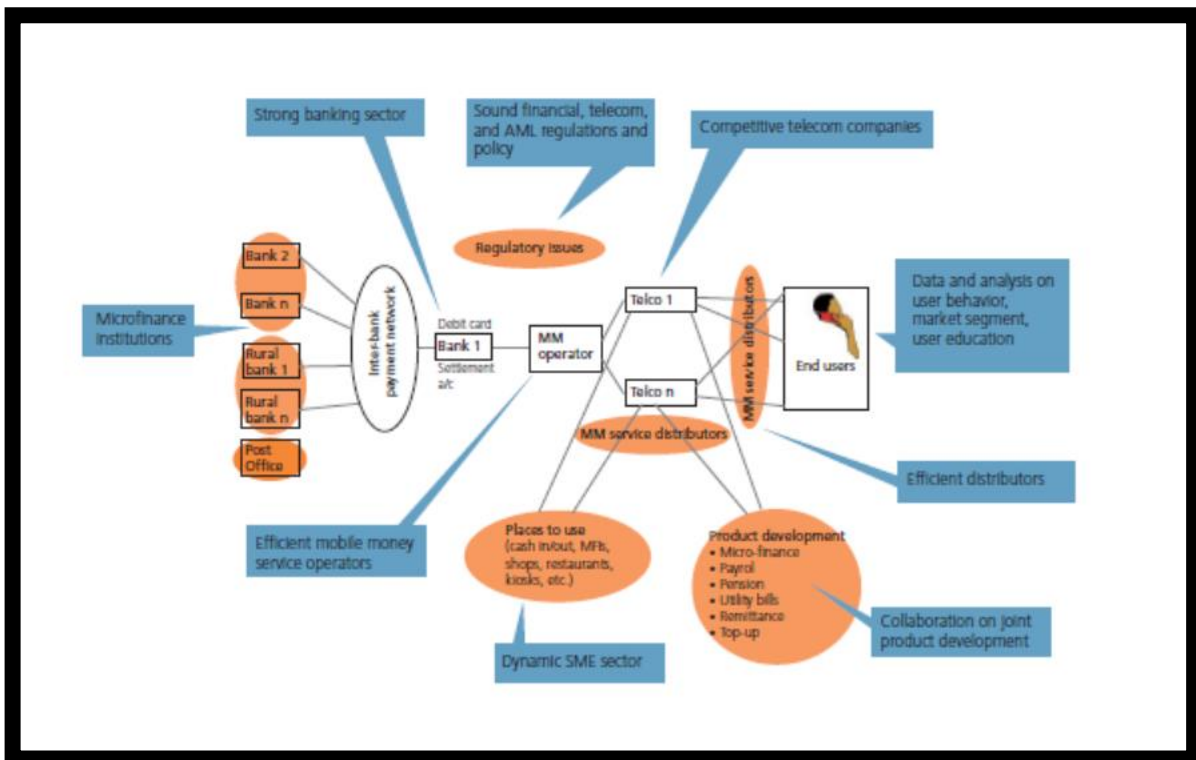 Strong banking sector
Sound financial, telecom,
and AML regulations and
policy
Competitive telecom companies
Regulatory issues
Bank 2
Bank n
Microfinance
institutions
Rural
bank 1
Rural
bank n
Post
Office
Inter-bank
payment network
Debit card
Bank 1
Settlement
a/c
MM
operator
Telco 1
Telco n
MM service distributors
MM service distributors
End users
Data and analysis on
user behavior,
market segment,
user education
Efficient distributors
Efficient mobile money
service operators
Places to use
(cash in/out, MFIs,
shops, restaurants,
kiosks, etc.)
Dynamic SME sector
Product development
• Micro-finance
• Payrol
• Pension
• Utility bills
• Remittance
• Top-up
Collaboration on joint
product development